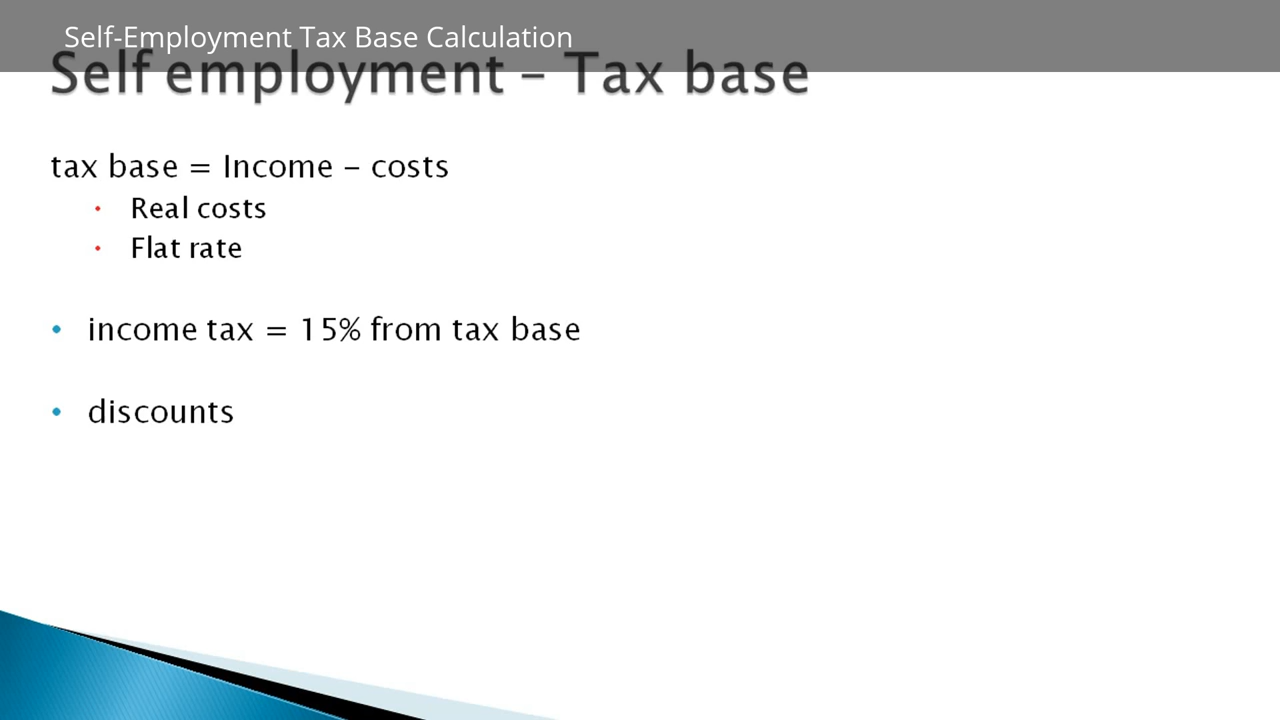 Self-Employment Tax Base Calculation
Self employment – Tax base
tax base = Income – costs
• Real costs
• Flat rate
• income tax = 15% from tax base
• discounts